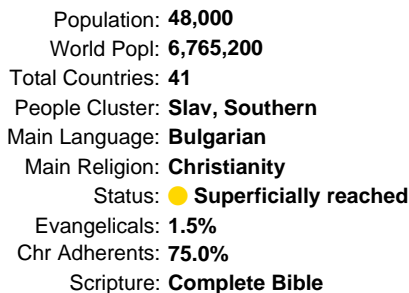 Population: 48,000
World Popl: 6,765,200
Total Countries: 41
People Cluster: Slav, Southern
Main Language: Bulgarian
Main Religion: Christianity
Status: Superficially reached
Evangelicals: 1.5%
Chr Adherents: 75.0%
Scripture: Complete Bible